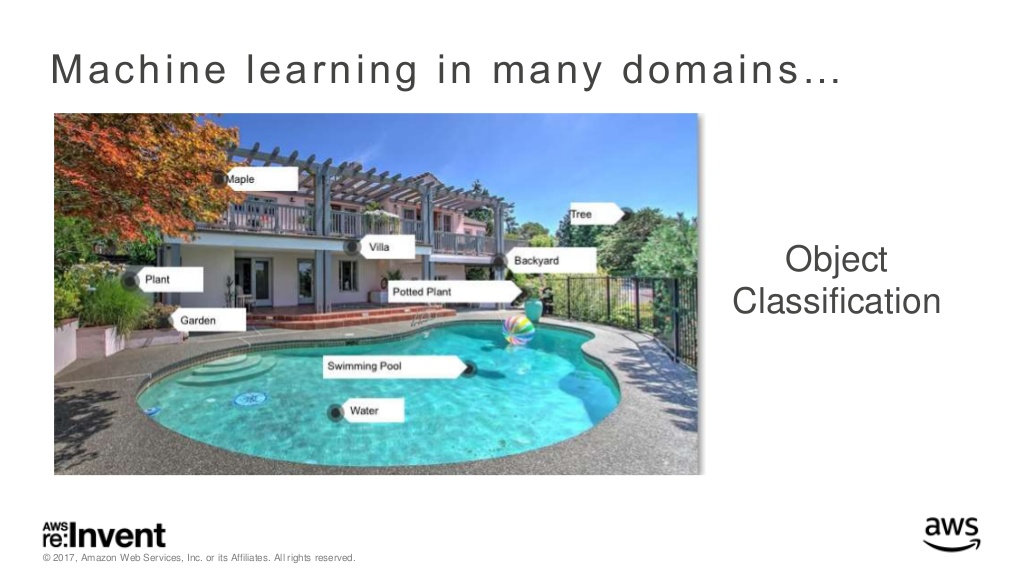 Machine learning in many domains...
Maple
Tree
Villa
Backyard
Plant
Potted Plant
Garden
Swimming Pool
Water
Object
Classification
AWS
re:Invent
© 2017, Amazon Web Services, Inc. or its Affiliates. All rights reserved.
aws